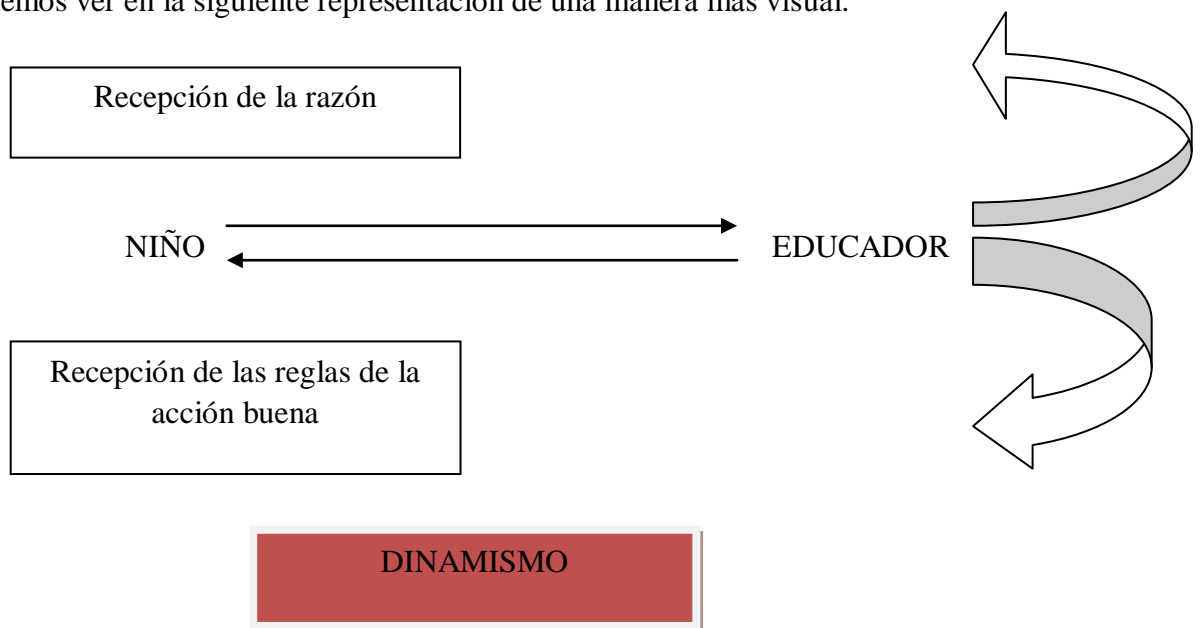 ver en la siguiente representación de una manera más visual.
Recepción de la razón
NIÑO
EDUCADOR
Recepción de las reglas de la
acción buena
DINAMISMO